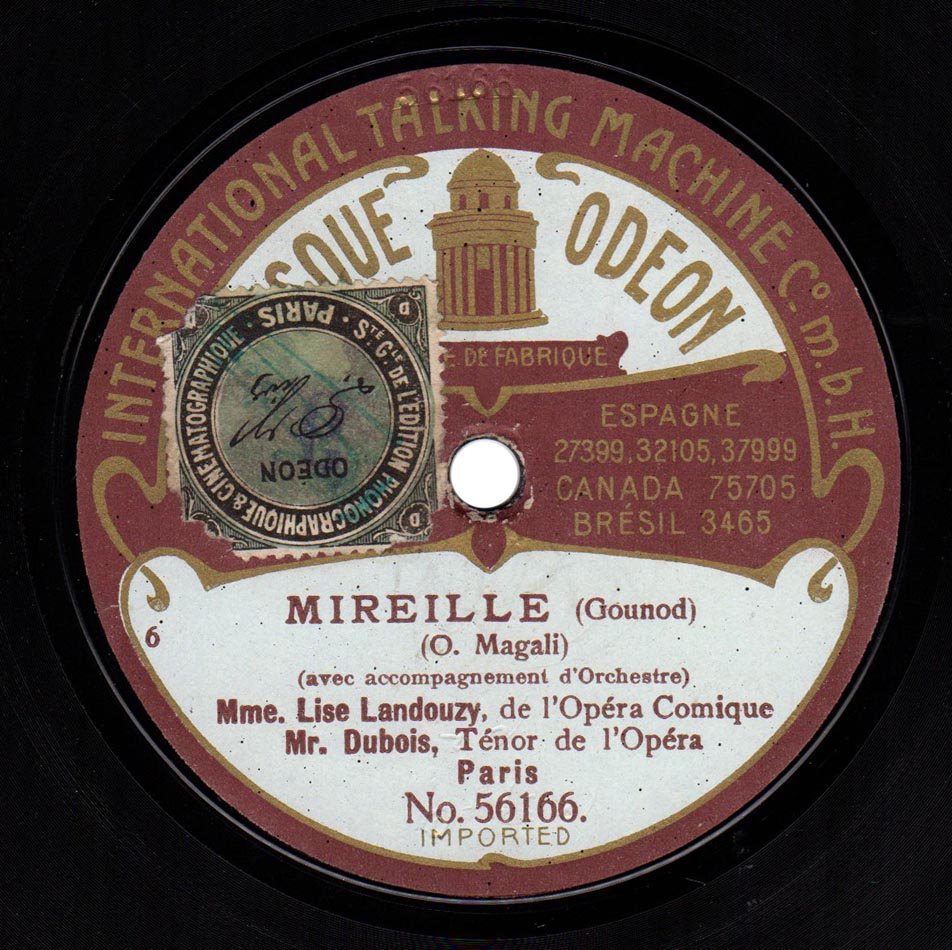 56166
INTERNATIONAL TALKING MACHINE Co. m.b.H.
ODEON
DE FABRIQUE
ESPAGNE
27399, 32105, 37999
CANADA 75705
BRÉSIL 3465
STÉ GLE DE L'ÉDITION PHONOGRAPHIQUE & CINÉMATOGRAPHIQUE · PARIS ·
ODÉON
D
D
D
MIREILLE (Gounod)
(O. Magali)
6
(avec accompagnement d'Orchestre)
Mme. Lise Landouzy, de l'Opéra Comique
Mr. Dubois, Ténor de l'Opéra
Paris
No. 56166.
IMPORTED